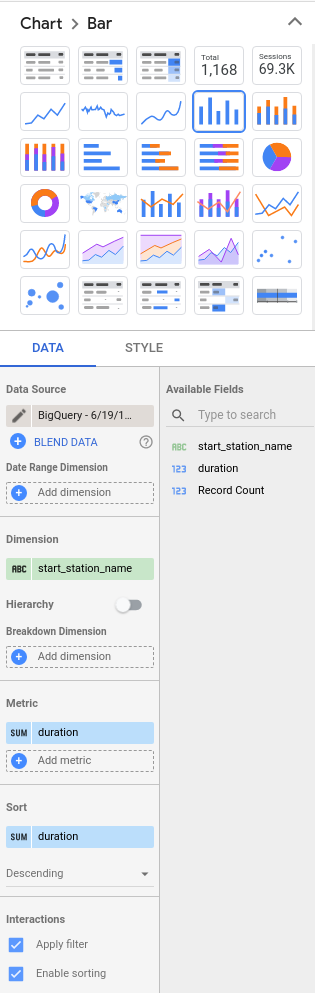 Chart > Bar
Total
1,168
Sessions
69.3K
DATA
STYLE
Data Source
BigQuery - 6/19/1...
BLEND DATA
Date Range Dimension
Add dimension
Dimension
ABC start_station_name
Hierarchy
Breakdown Dimension
Add dimension
Metric
SUM duration
Add metric
Sort
SUM duration
Descending
Interactions
Apply filter
Enable sorting
Available Fields
Type to search
ABC start_station_name
123 duration
123 Record Count